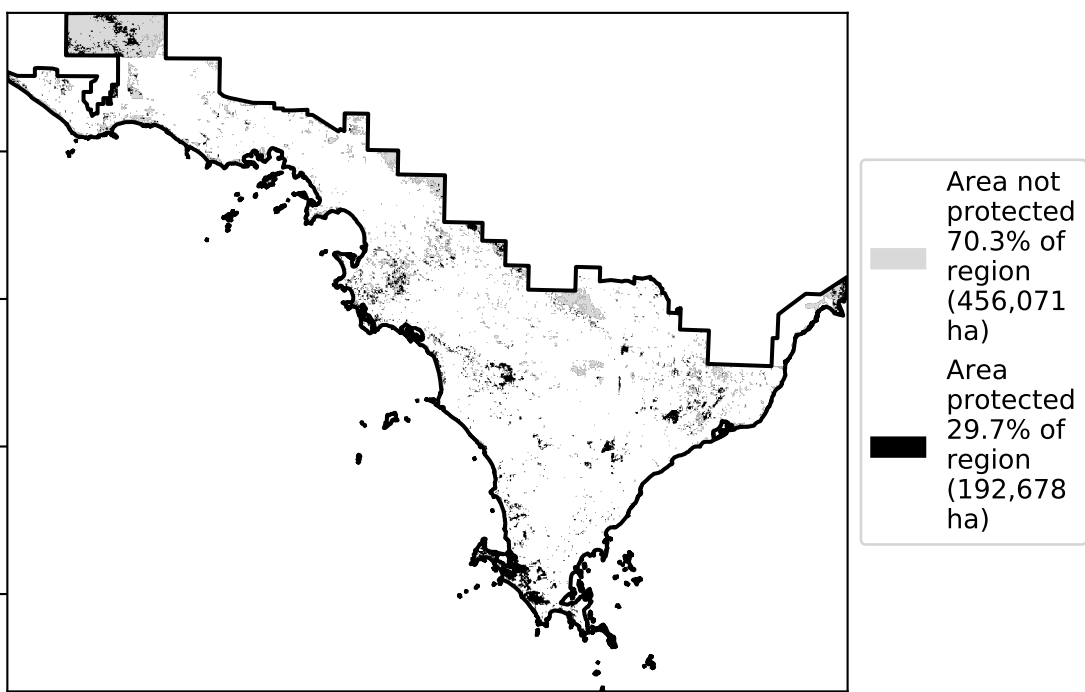 Area not
protected
70.3% of
region
(456,071
ha)
Area
protected
29.7% of
region
(192,678
ha)